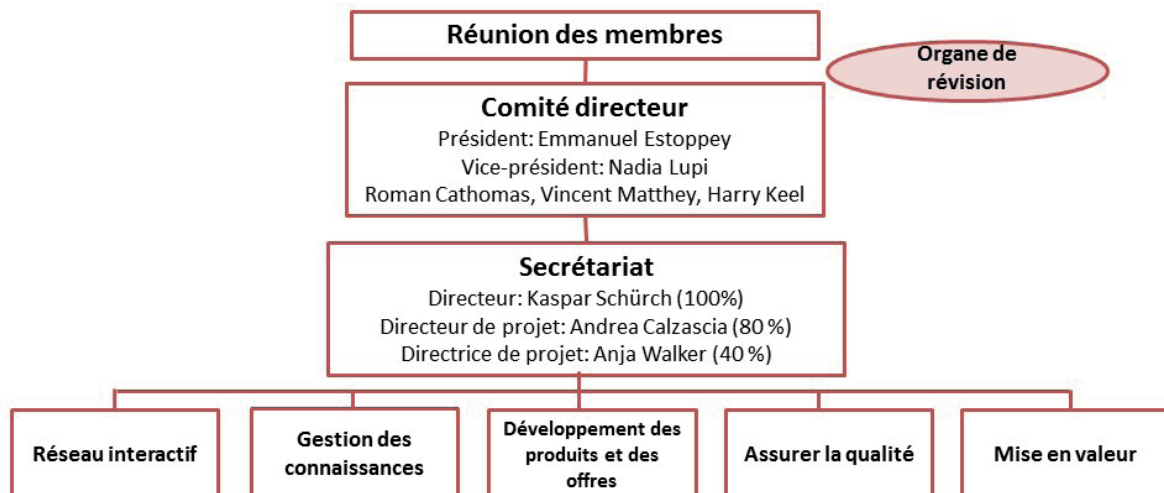 Réunion des membres
Organe de
révision
Comité directeur
Président: Emmanuel Estoppey
Vice-président: Nadia Lupi
Roman Cathomas, Vincent Matthey, Harry Keel
Secrétariat
Directeur: Kaspar Schürch (100%)
Directeur de projet: Andrea Calzascia (80 %)
Directrice de projet: Anja Walker (40 %)
Réseau interactif
Gestion des
connaissances
Développement des
produits et des
offres
Assurer la qualité
Mise en valeur